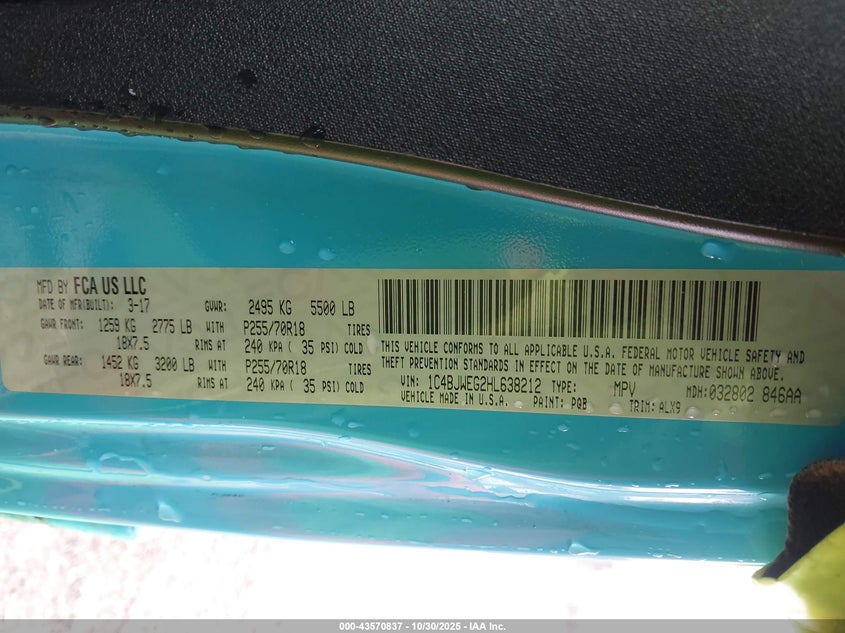 MFD BY FCA US LLC
DATE OF MFR(BUILT): 3-17 GVWR: 2495 KG 5500 LB
GAWR FRONT: 1259 KG 2775 LB WITH P255/70R18 TIRES
18X7.5 RIMS AT 240 KPA ( 35 PSI) COLD
GAWR REAR: 1452 KG 3200 LB WITH P255/70R18 TIRES
18X7.5 RIMS AT 240 KPA ( 35 PSI) COLD
THIS VEHICLE CONFORMS TO ALL APPLICABLE U.S.A. FEDERAL MOTOR VEHICLE SAFETY AND
THEFT PREVENTION STANDARDS IN EFFECT ON THE DATE OF MANUFACTURE SHOWN ABOVE.
VIN: 1C4BJWEG2HL638212 TYPE: MPV MDH:032802 846AA
VEHICLE MADE IN U.S.A. PAINT: PQB TRIM: ALX9
000-43570837 - 10/30/2025 - IAA Inc.